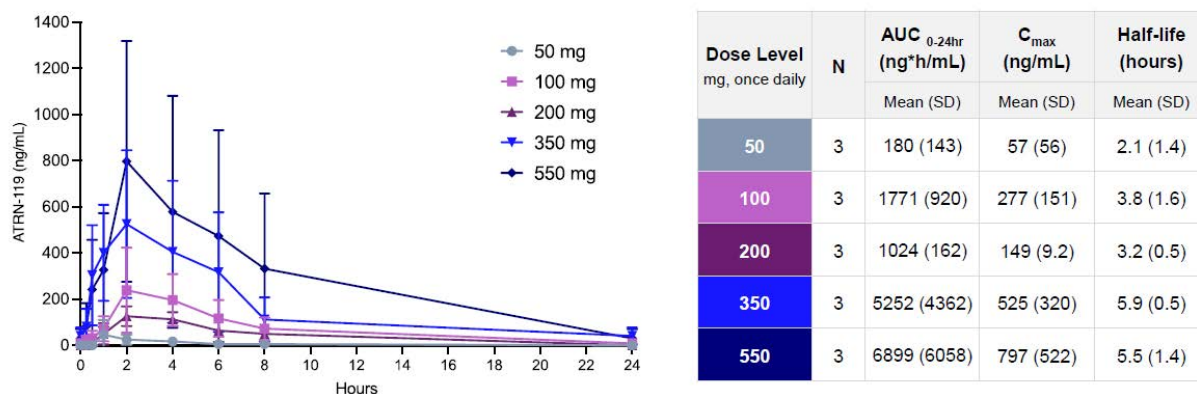 1400
1200
1000
800
600
400
200
0
ATRN-119 (ng/mL)
0 2 4 6 8 10 12 14 16 18 20 22 24
Hours
50 mg
100 mg
200 mg
350 mg
550 mg
Dose Level
mg, once daily
N
AUC 0-24hr
(ng*h/mL)
Cmax
(ng/mL)
Half-life
(hours)
Mean (SD) Mean (SD) Mean (SD)
50 3 180 (143) 57 (56) 2.1 (1.4)
100 3 1771 (920) 277 (151) 3.8 (1.6)
200 3 1024 (162) 149 (9.2) 3.2 (0.5)
350 3 5252 (4362) 525 (320) 5.9 (0.5)
550 3 6899 (6058) 797 (522) 5.5 (1.4)